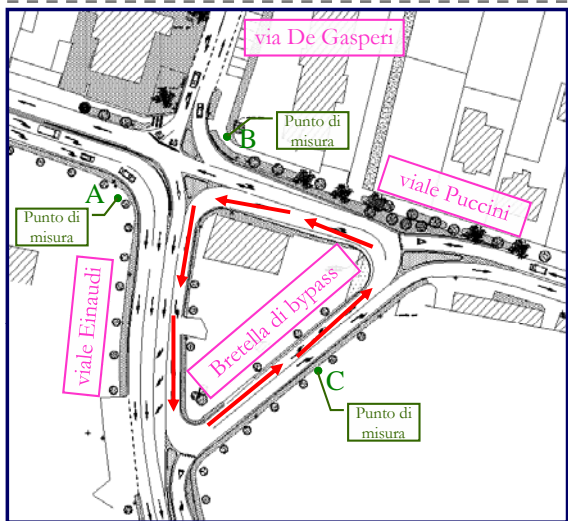 via De Gasperi
B
Punto di
misura
viale Puccini
A
Punto di
misura
viale Einaudi
Bretella di bypass
C
Punto di
misura